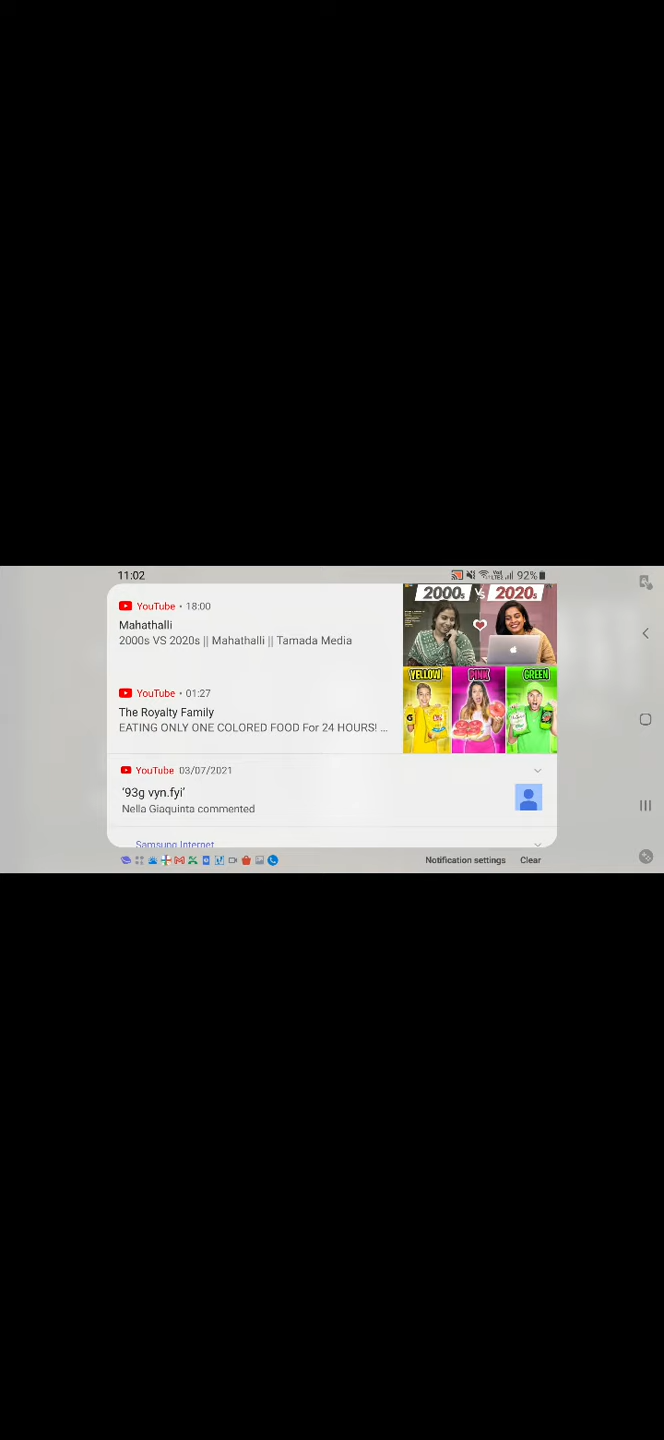 11:02
92%
YouTube • 18:00
Mahathalli
2000s VS 2020s || Mahathalli || Tamada Media
2000s VS 2020s
YouTube • 01:27
The Royalty Family
EATING ONLY ONE COLORED FOOD For 24 HOURS! ...
YELLOW PINK GREEN
YouTube 03/07/2021
'93g vyn.fyi'
Nella Giaquinta commented
Samsung Internet
Notification settings Clear